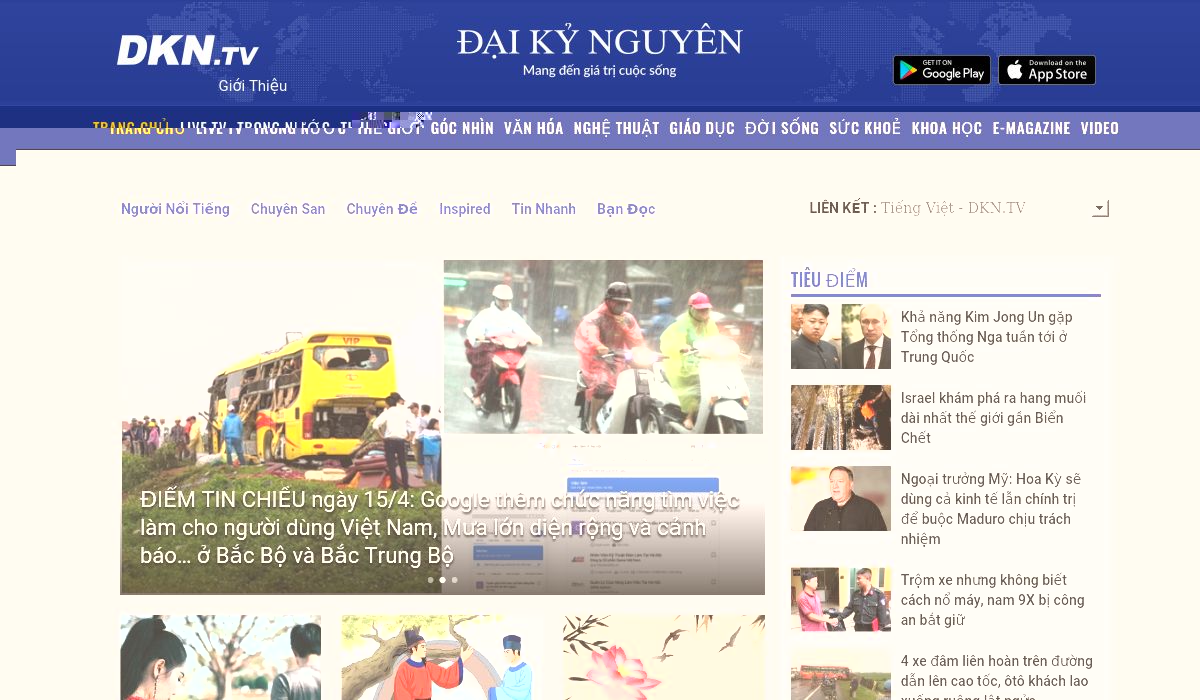 DKN.TV
Giới Thiệu
ĐẠI KỶ NGUYÊN
Mang đến giá trị cuộc sống
GET IT ON
Google Play
Download on the
App Store
TRANG CHỦ LIVE TV TRONG NƯỚC THẾ GIỚI GÓC NHÌN VĂN HÓA NGHỆ THUẬT GIÁO DỤC ĐỜI SỐNG SỨC KHOẺ KHOA HỌC E-MAGAZINE VIDEO
Người Nổi Tiếng Chuyên San Chuyên Đề Inspired Tin Nhanh Bạn Đọc
LIÊN KẾT : Tiếng Việt - DKN.TV
VIP
ĐIỂM TIN CHIỀU ngày 15/4: Google thêm chức năng tìm việc
làm cho người dùng Việt Nam, Mưa lớn diện rộng và cảnh
báo... ở Bắc Bộ và Bắc Trung Bộ
TIÊU ĐIỂM
Khả năng Kim Jong Un gặp
Tổng thống Nga tuần tới ở
Trung Quốc
Israel khám phá ra hang muối
dài nhất thế giới gần Biển
Chết
Ngoại trưởng Mỹ: Hoa Kỳ sẽ
dùng cả kinh tế lẫn chính trị
để buộc Maduro chịu trách
nhiệm
Trộm xe nhưng không biết
cách nổ máy, nam 9X bị công
an bắt giữ
4 xe đâm liên hoàn trên đường
dẫn lên cao tốc, ôtô khách lao
xuống ruộng lật ngửa